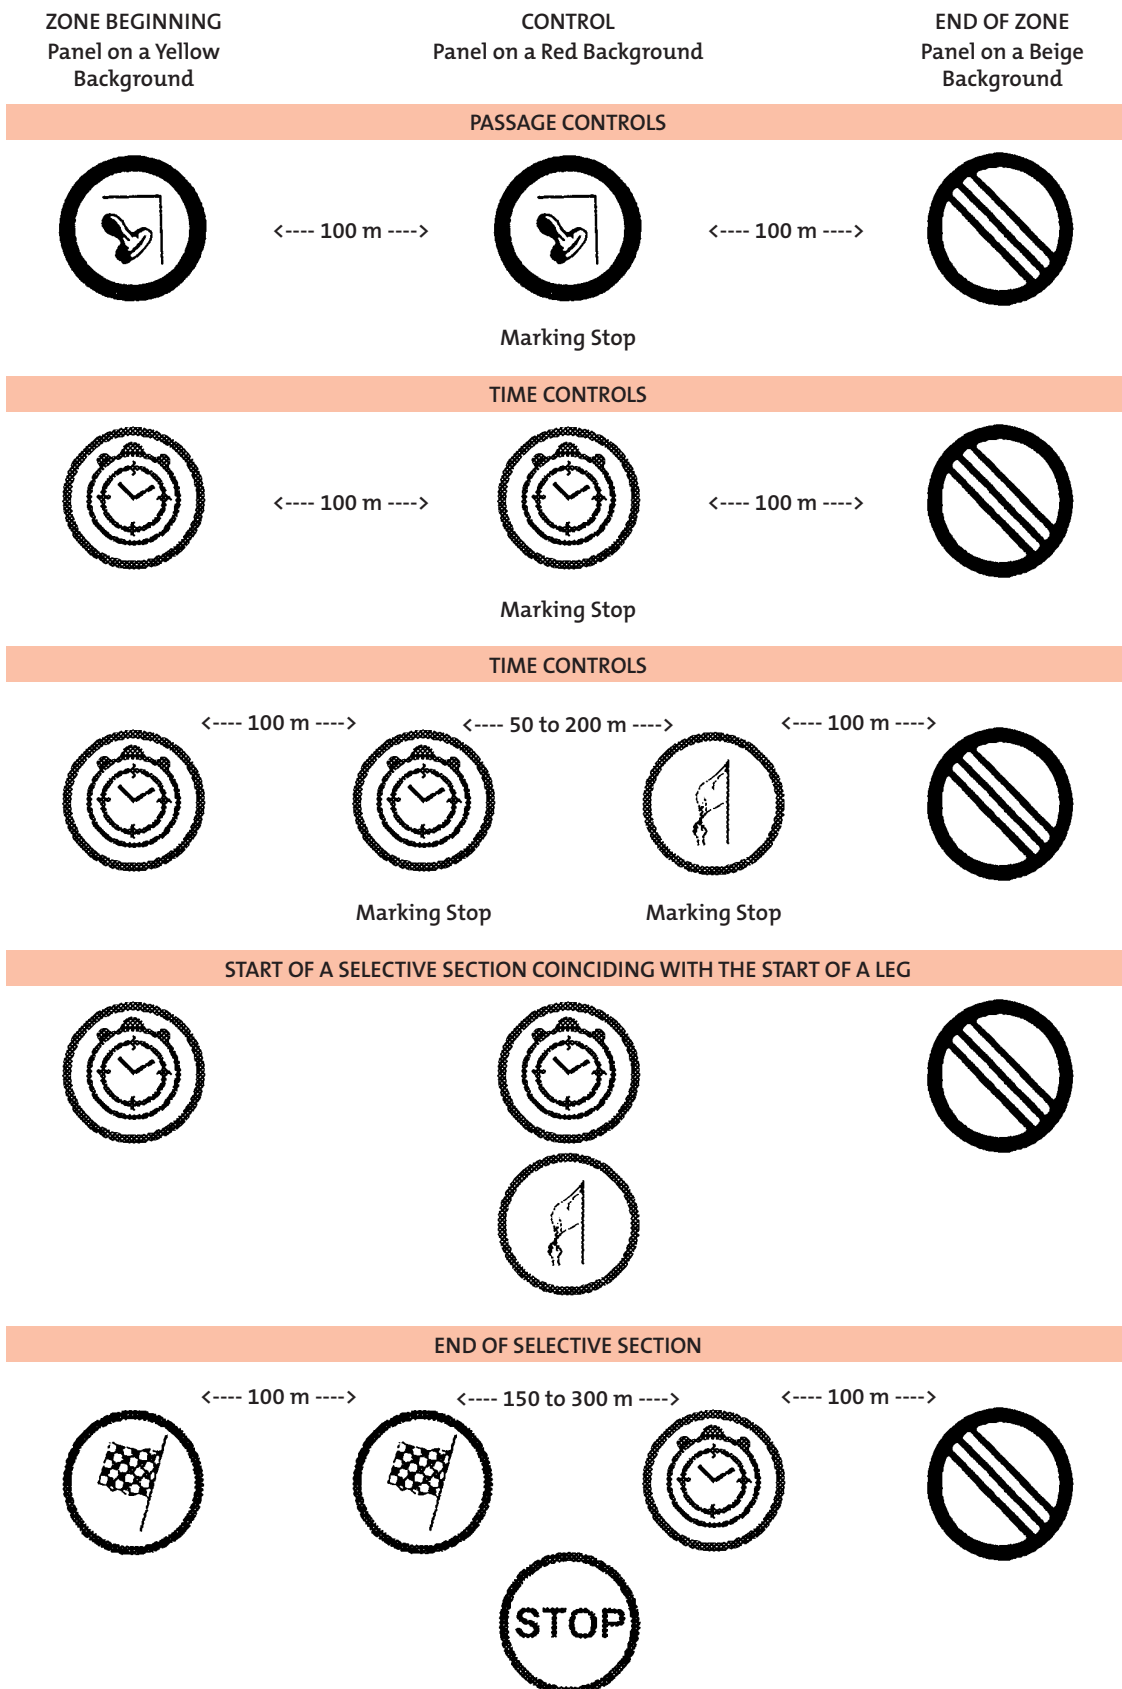 ZONE BEGINNING
Panel on a Yellow
Background
CONTROL
Panel on a Red Background
END OF ZONE
Panel on a Beige
Background
PASSAGE CONTROLS
<---- 100 m ---->
<---- 100 m ---->
Marking Stop
TIME CONTROLS
<---- 100 m ---->
<---- 100 m ---->
Marking Stop
TIME CONTROLS
<---- 100 m ---->
<---- 50 to 200 m ---->
<---- 100 m ---->
Marking Stop
Marking Stop
START OF A SELECTIVE SECTION COINCIDING WITH THE START OF A LEG
END OF SELECTIVE SECTION
<---- 100 m ---->
<---- 150 to 300 m ---->
<---- 100 m ---->
STOP